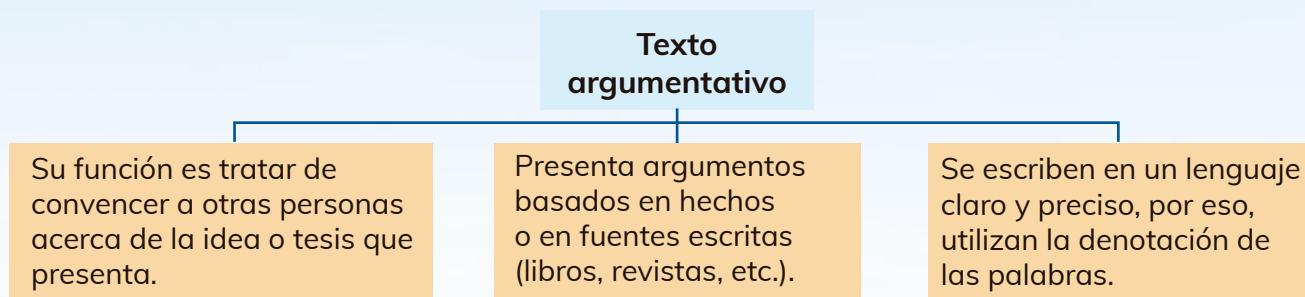 Texto
argumentativo
Su función es tratar de
convencer a otras personas
acerca de la idea o tesis que
presenta.
Presenta argumentos
basados en hechos
o en fuentes escritas
(libros, revistas, etc.).
Se escriben en un lenguaje
claro y preciso, por eso,
utilizan la denotación de
las palabras.